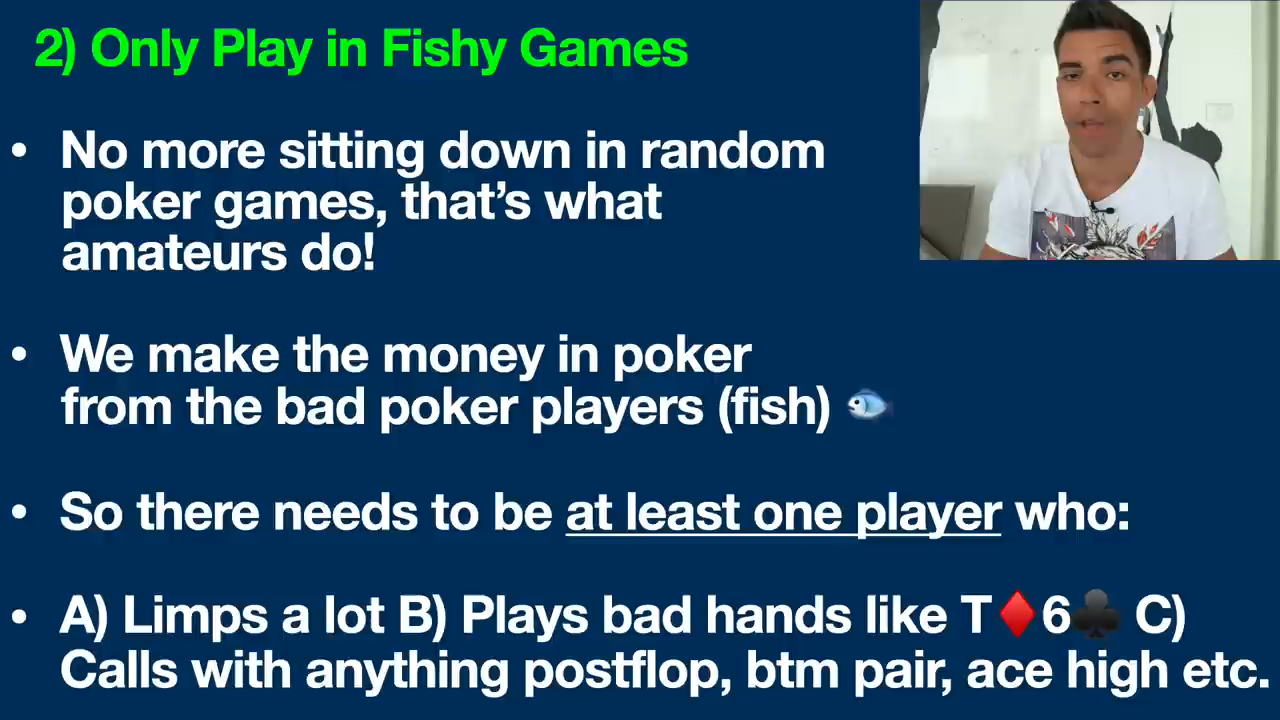 2) Only Play in Fishy Games
• No more sitting down in random
poker games, that’s what
amateurs do!
• We make the money in poker
from the bad poker players (fish) 🐟
• So there needs to be at least one player who:
• A) Limps a lot B) Plays bad hands like T♦6♣ C)
Calls with anything postflop, btm pair, ace high etc.